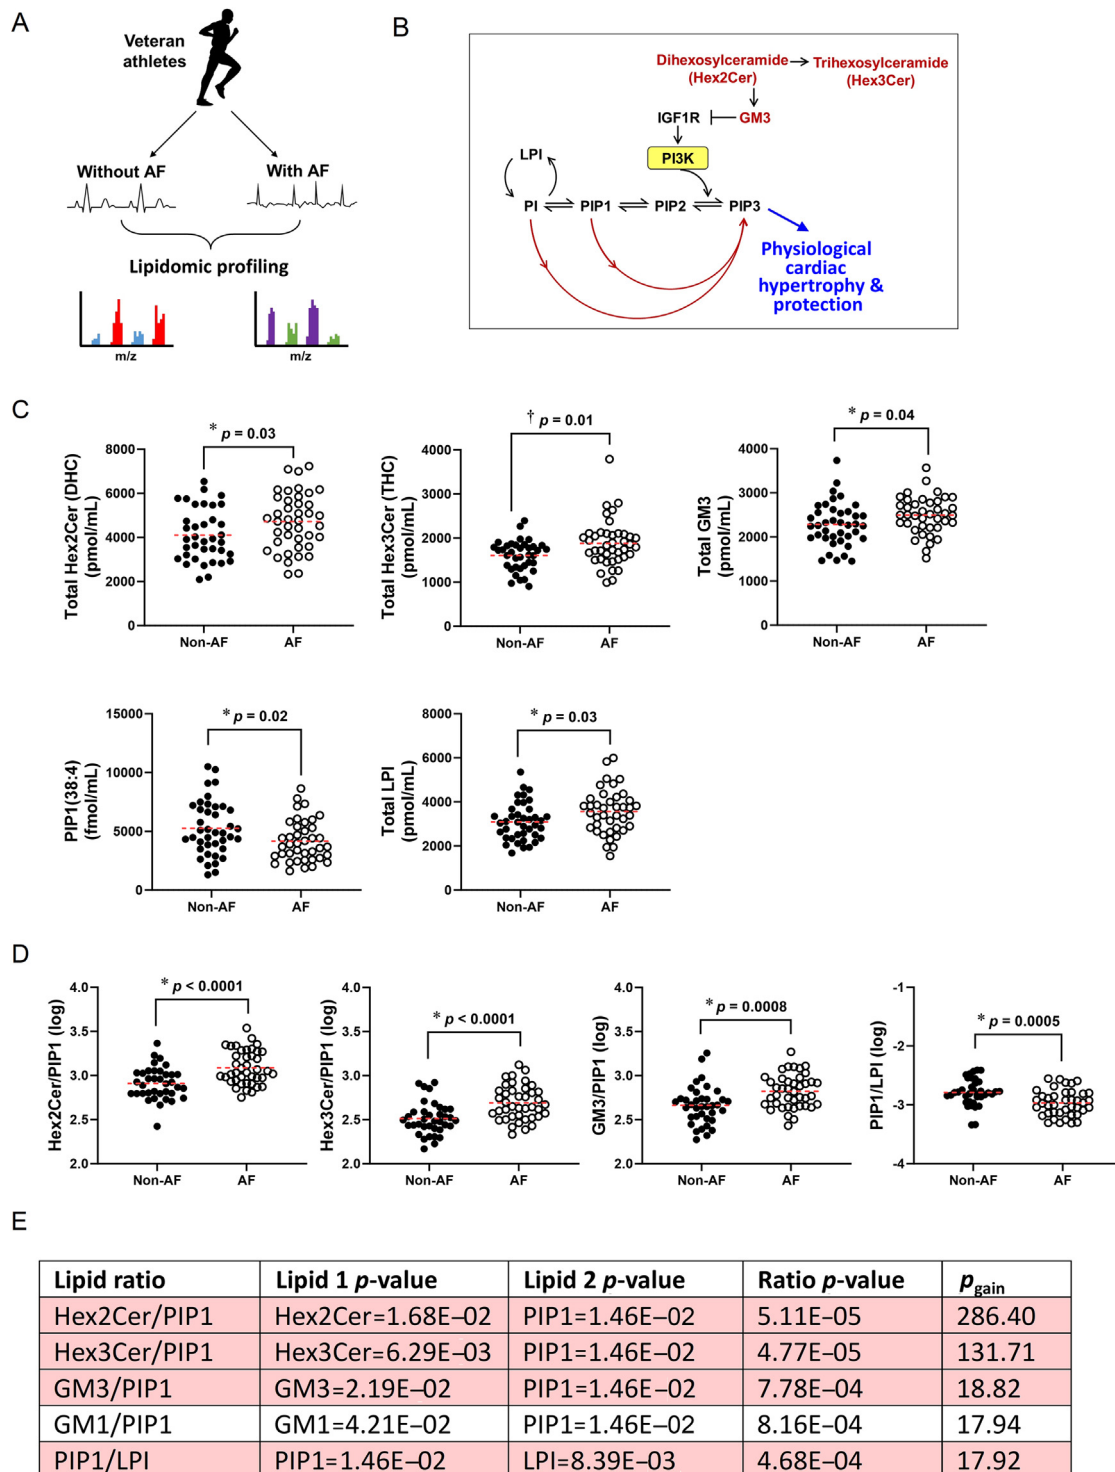 A
Veteran
athletes
Without AF
With AF
Lipidomic profiling
m/z
m/z
B
Dihexosylceramide
(Hex2Cer)
Trihexosylceramide
(Hex3Cer)
IGF1R
GM3
PI3K
LPI
PI
PIP1
PIP2
PIP3
Physiological
cardiac
hypertrophy &
protection
C
Total Hex2Cer (DHC)
(pmol/mL)
8000
6000
4000
2000
0
* p = 0.03
Non-AF
AF
Total Hex3Cer (THC)
(pmol/mL)
4000
3000
2000
1000
0
† p = 0.01
Non-AF
AF
Total GM3
(pmol/mL)
4000
3000
2000
1000
0
* p = 0.04
Non-AF
AF
PIP1(38:4)
(fmol/mL)
15000
10000
5000
0
* p = 0.02
Non-AF
AF
Total LPI
(pmol/mL)
8000
6000
4000
2000
0
* p = 0.03
Non-AF
AF
D
Hex2Cer/PIP1 (log)
4.0
3.5
3.0
2.5
2.0
* p < 0.0001
Non-AF
AF
Hex3Cer/PIP1 (log)
4.0
3.5
3.0
2.5
2.0
* p < 0.0001
Non-AF
AF
GM3/PIP1 (log)
4.0
3.5
3.0
2.5
2.0
* p = 0.0008
Non-AF
AF
PIP1/LPI (log)
-1
-2
-3
-4
* p = 0.0005
Non-AF
AF
E
Lipid ratio Lipid 1 p-value Lipid 2 p-value Ratio p-value pgain
Hex2Cer/PIP1 Hex2Cer=1.68E–02 PIP1=1.46E–02 5.11E–05 286.40
Hex3Cer/PIP1 Hex3Cer=6.29E–03 PIP1=1.46E–02 4.77E–05 131.71
GM3/PIP1 GM3=2.19E–02 PIP1=1.46E–02 7.78E–04 18.82
GM1/PIP1 GM1=4.21E–02 PIP1=1.46E–02 8.16E–04 17.94
PIP1/LPI PIP1=1.46E–02 LPI=8.39E–03 4.68E–04 17.92